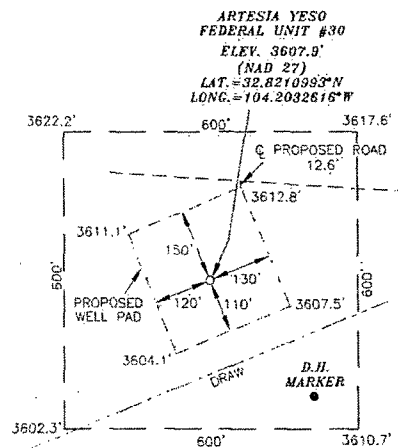 ARTESIA YESO
FEDERAL UNIT #30
ELEV. 3607.9'
(NAD 27)
LAT.=32.8210993°N
LONG.=104.2032616°W
3622.2'
600'
3617.6'
℄ PROPOSED ROAD
12.6'
3612.8'
3611.1'
150'
600'
130'
600'
PROPOSED
WELL PAD
120'
110'
3607.5'
3604.1'
DRAW
D.H.
MARKER
3602.3'
600'
3610.7'